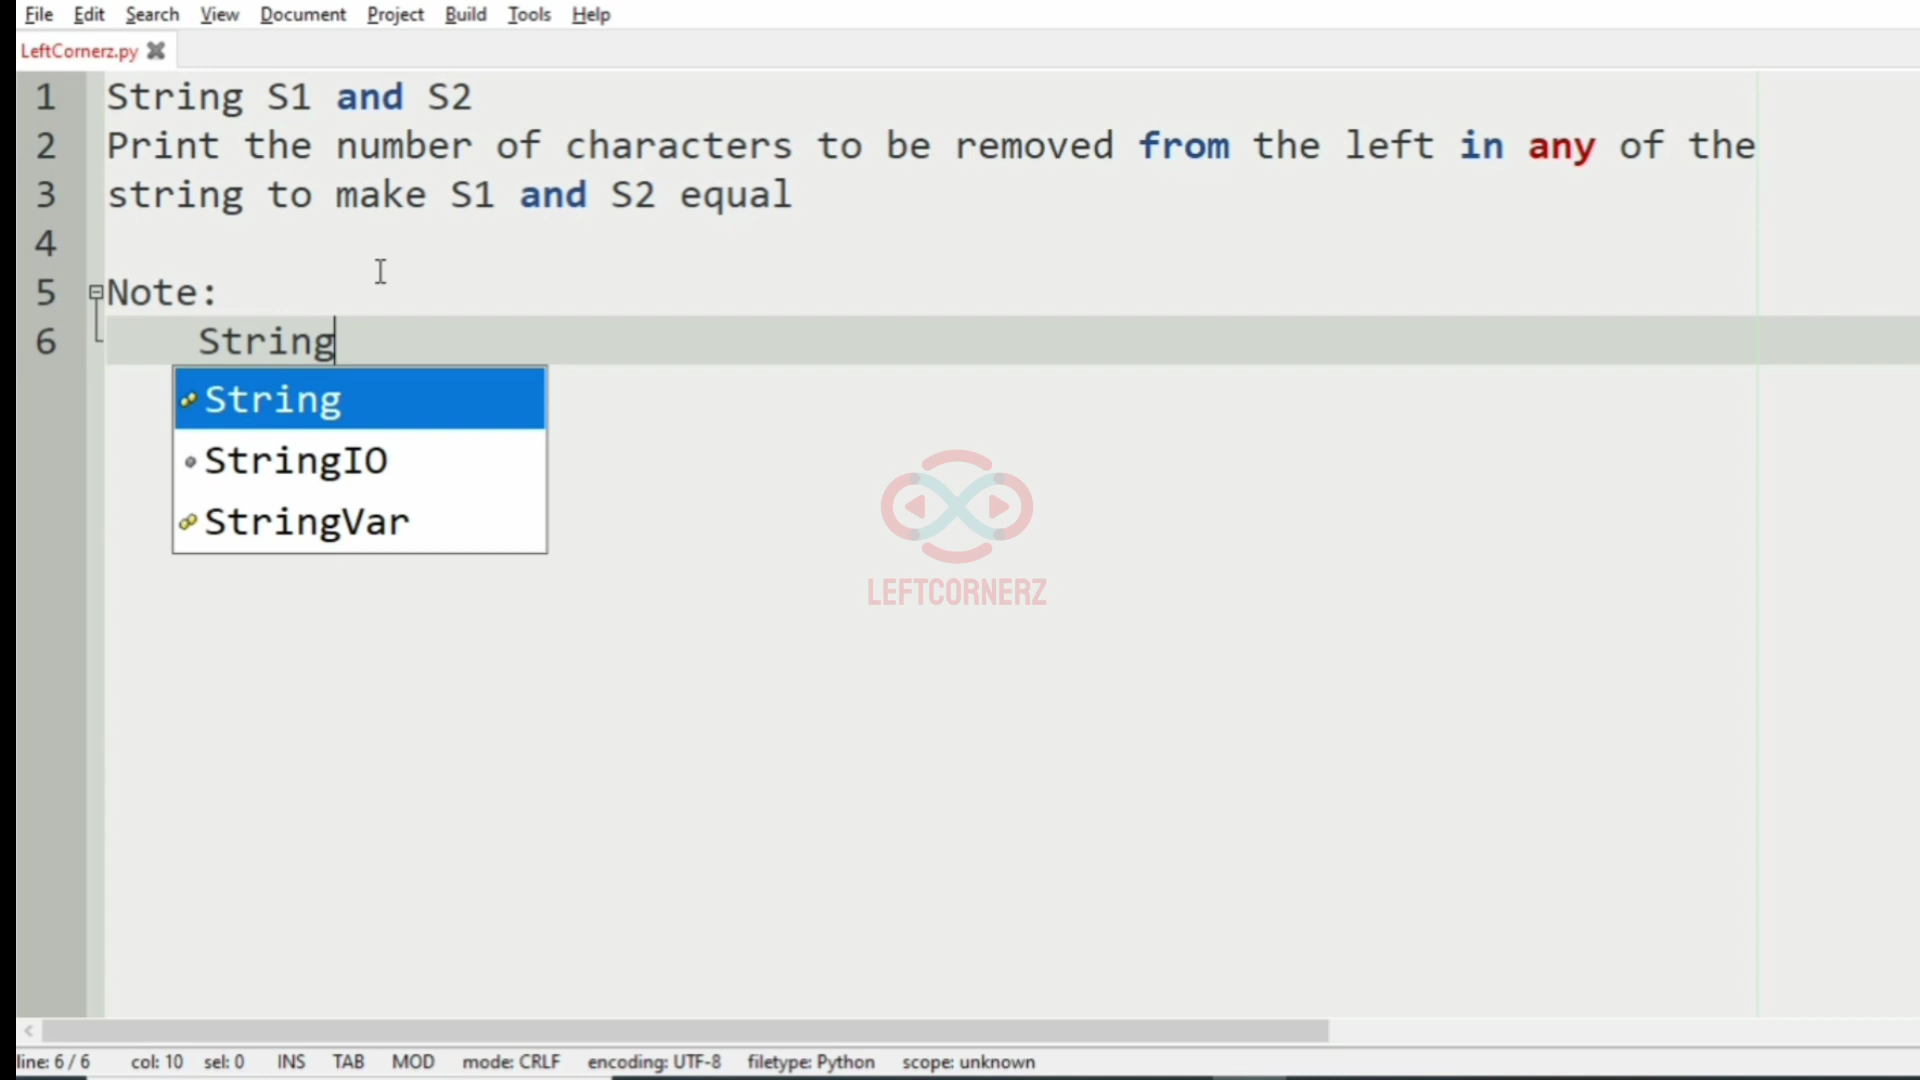 File Edit Search View Document Project Build Tools Help
LeftCornerz.py
1 String S1 and S2
2 Print the number of characters to be removed from the left in any of the
3 string to make S1 and S2 equal
4
5 Note:
6 String
String
StringIO
StringVar
LEFTCORNERZ
line: 6 / 6 col: 10 sel: 0 INS TAB MOD mode: CRLF encoding: UTF-8 filetype: Python scope: unknown